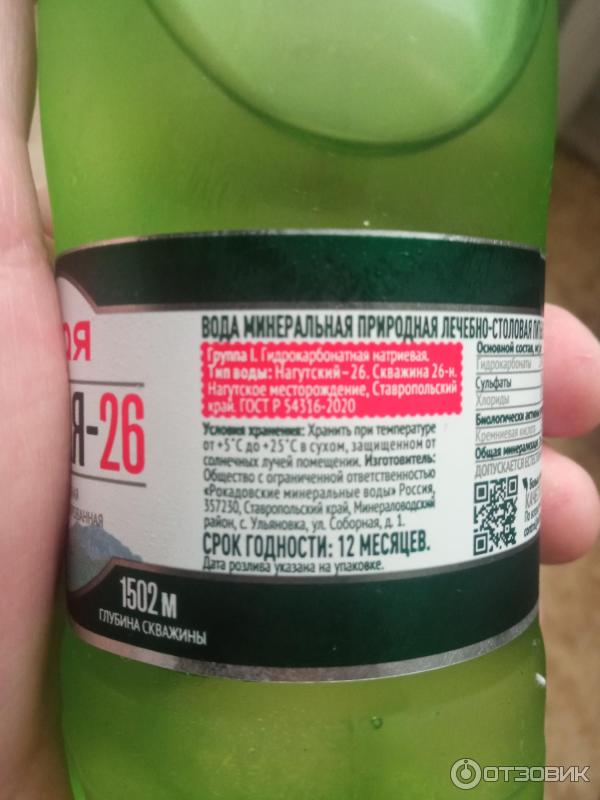 ВОДА МИНЕРАЛЬНАЯ ПРИРОДНАЯ ЛЕЧЕБНО-СТОЛОВАЯ
Группа I. Гидрокарбонатная натриевая.
Тип воды: Нагутский–26. Скважина 26-н.
Нагутское месторождение, Ставропольский
край. ГОСТ Р 54316-2020
Условия хранения: Хранить при температуре
от +5°С до +25°С в сухом, защищенном от
солнечных лучей помещении. Изготовитель:
Общество с ограниченной ответственностью
«Рокадовские минеральные воды» Россия,
357230, Ставропольский край, Минераловодский
район, с. Ульяновка, ул. Соборная, д. 1.
СРОК ГОДНОСТИ: 12 МЕСЯЦЕВ.
Дата розлива указана на упаковке.
Я-26
1502 М
ГЛУБИНА СКВАЖИНЫ
Основной состав,
Гидрокарбонаты
Сульфаты
Хлориды
Биологически
Кремниевая кислота
Общая минерализация
ДОПУСКАЕТСЯ
ОТЗОВИК